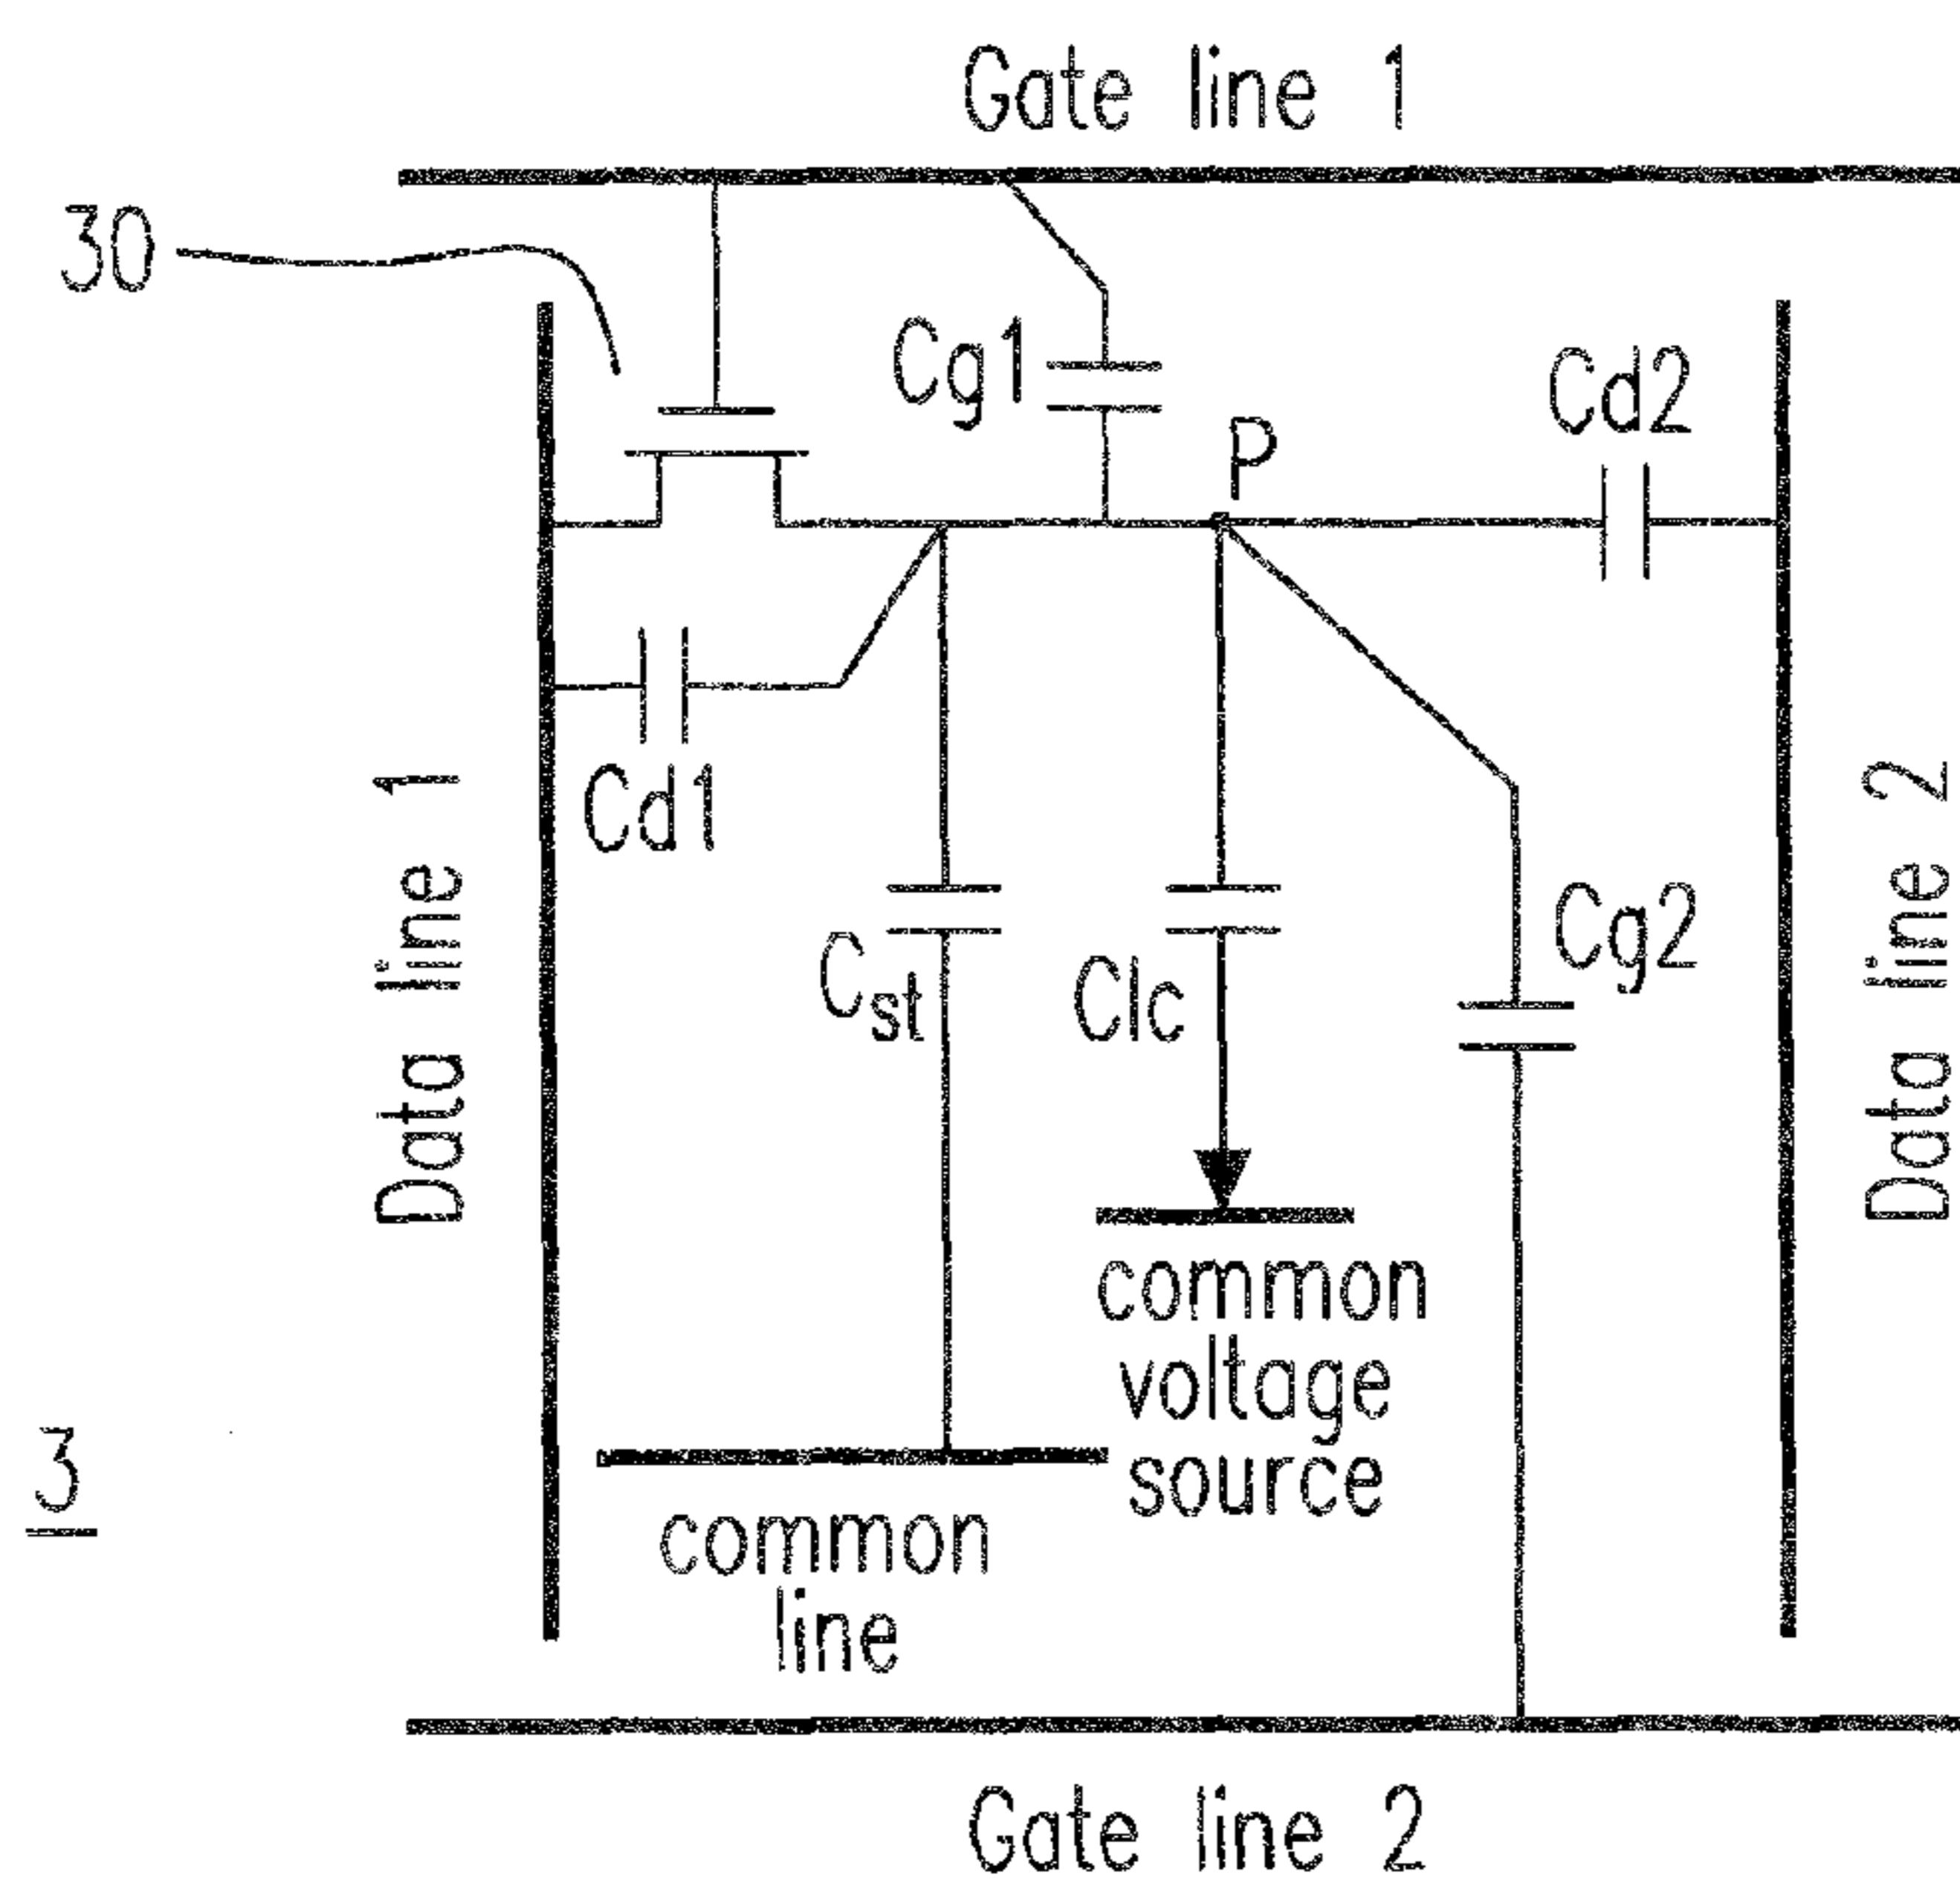 Gate line 1
30
Cg1
Cd2
P
Cd1
Data line 1
Data line 2
Cst
Clc
Cg2
common
voltage
source
3
common
line
Gate line 2